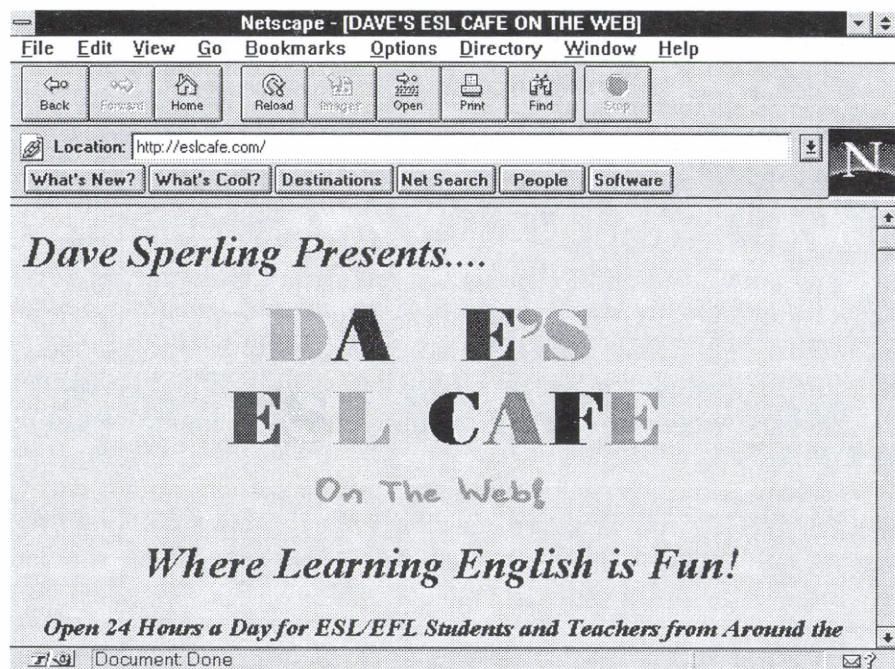 Netscape - [DAVE'S ESL CAFE ON THE WEB]
File Edit View Go Bookmarks Options Directory Window Help
Back Forward Home Reload Images Open Print Find Stop
Location: http://eslcafe.com/
N
What's New? What's Cool? Destinations Net Search People Software
Dave Sperling Presents....
DA E'S
ESL CAFE
On The Web!
Where Learning English is Fun!
Open 24 Hours a Day for ESL/EFL Students and Teachers from Around the
Document: Done